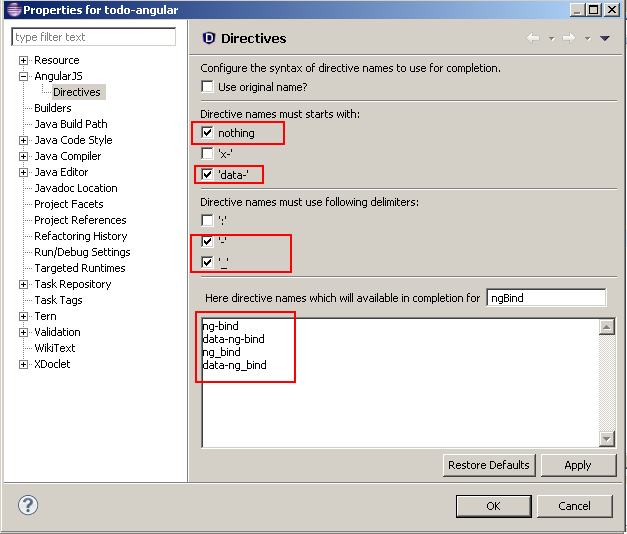 Properties for todo-angular
type filter text
Resource
AngularJS
Directives
Builders
Java Build Path
Java Code Style
Java Compiler
Java Editor
Javadoc Location
Project Facets
Project References
Refactoring History
Run/Debug Settings
Targeted Runtimes
Task Repository
Task Tags
Tern
Validation
WikiText
XDoclet
Directives
Configure the syntax of directive names to use for completion.
Use original name?
Directive names must starts with:
nothing
'x-'
'data-'
Directive names must use following delimiters:
':'
'-'
'_'
Here directive names which will available in completion for ngBind
ng-bind
data-ng-bind
ng_bind
data-ng_bind
Restore Defaults Apply
OK Cancel